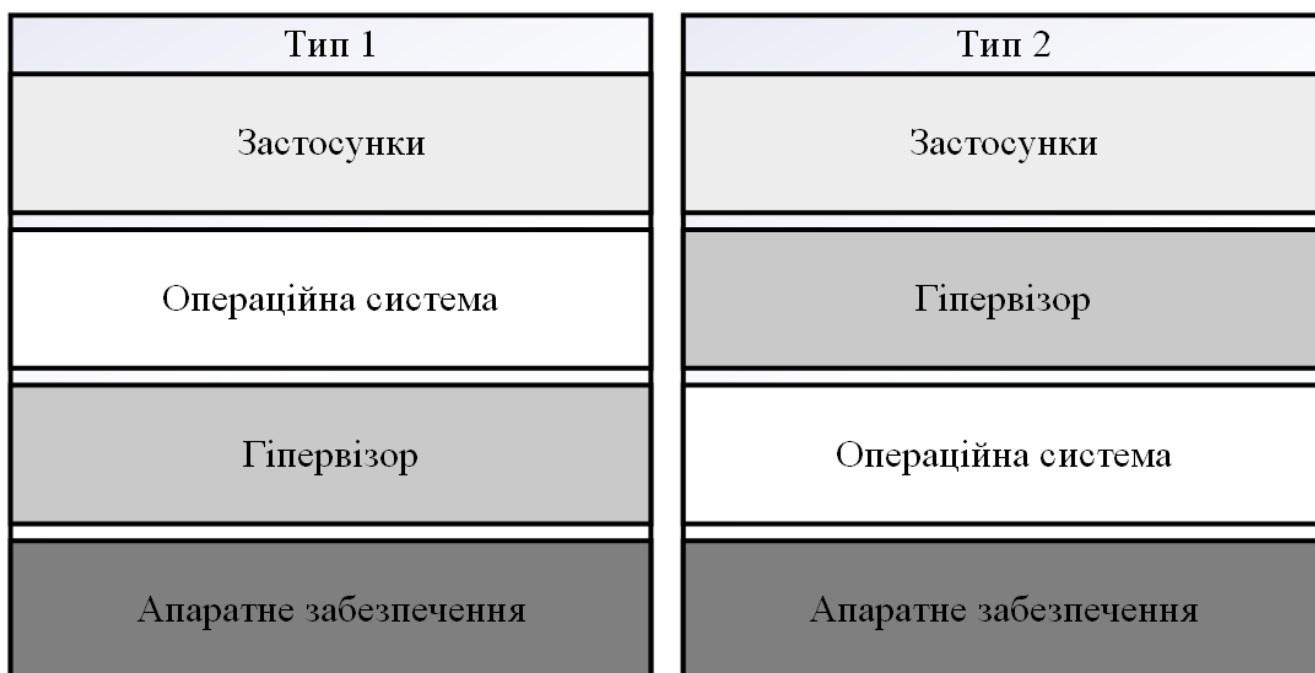 Тип 1
Застосунки
Операційна система
Гіпервізор
Апаратне забезпечення
Тип 2
Застосунки
Гіпервізор
Операційна система
Апаратне забезпечення